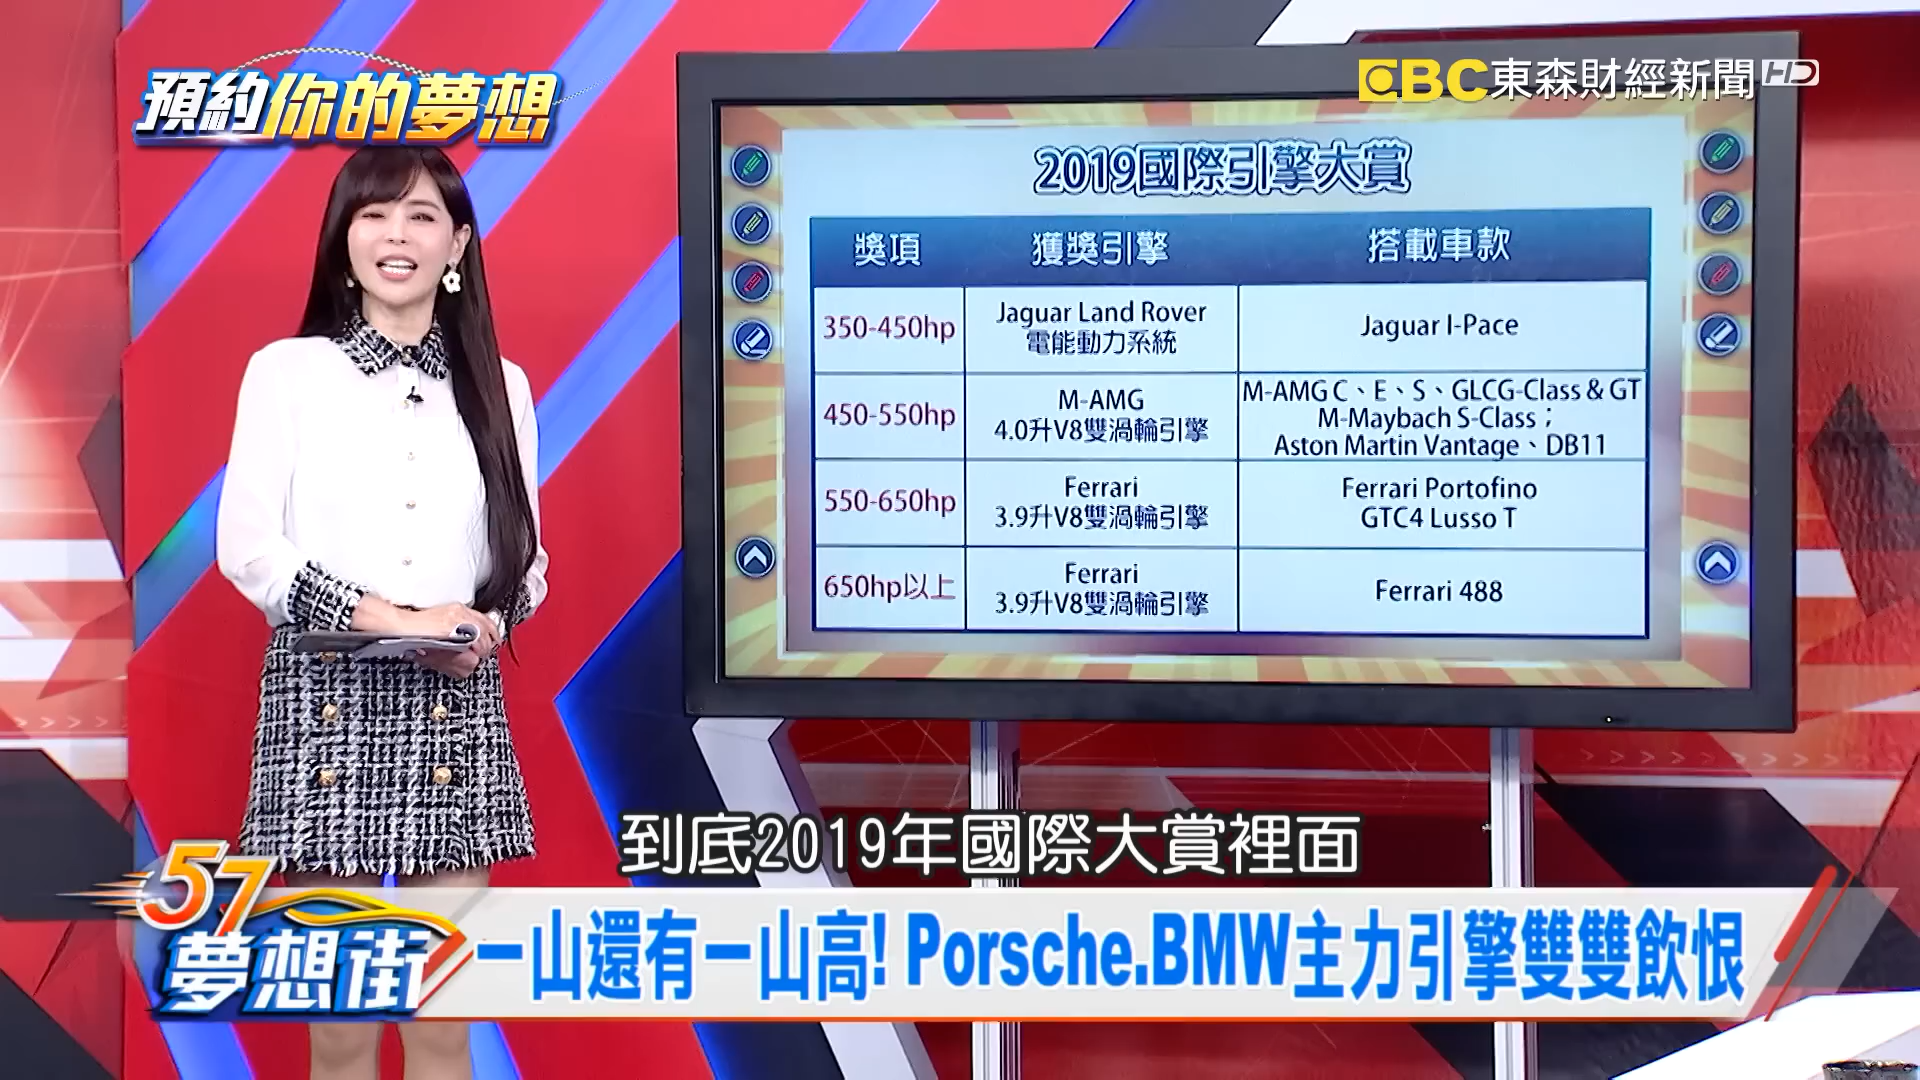 預約你的夢想
EBC東森財經新聞HD
2019國際引擎大賞
獎項
獲獎引擎
搭載車款
350-450hp
Jaguar Land Rover
電能動力系統
Jaguar I-Pace
450-550hp
M-AMG
4.0升V8雙渦輪引擎
M-AMG C、E、S、GLCG-Class & GT
M-Maybach S-Class；
Aston Martin Vantage、DB11
550-650hp
Ferrari
3.9升V8雙渦輪引擎
Ferrari Portofino
GTC4 Lusso T
650hp以上
Ferrari
3.9升V8雙渦輪引擎
Ferrari 488
到底2019年國際大賞裡面
57
夢想街
一山還有一山高! Porsche.BMW主力引擎雙雙飲恨